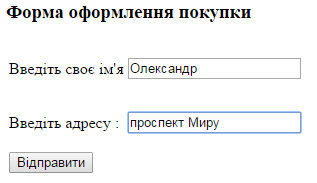 Форма оформлення покупки
Введіть своє ім'я Олександр
Введіть адресу : проспект Миру
Відправити